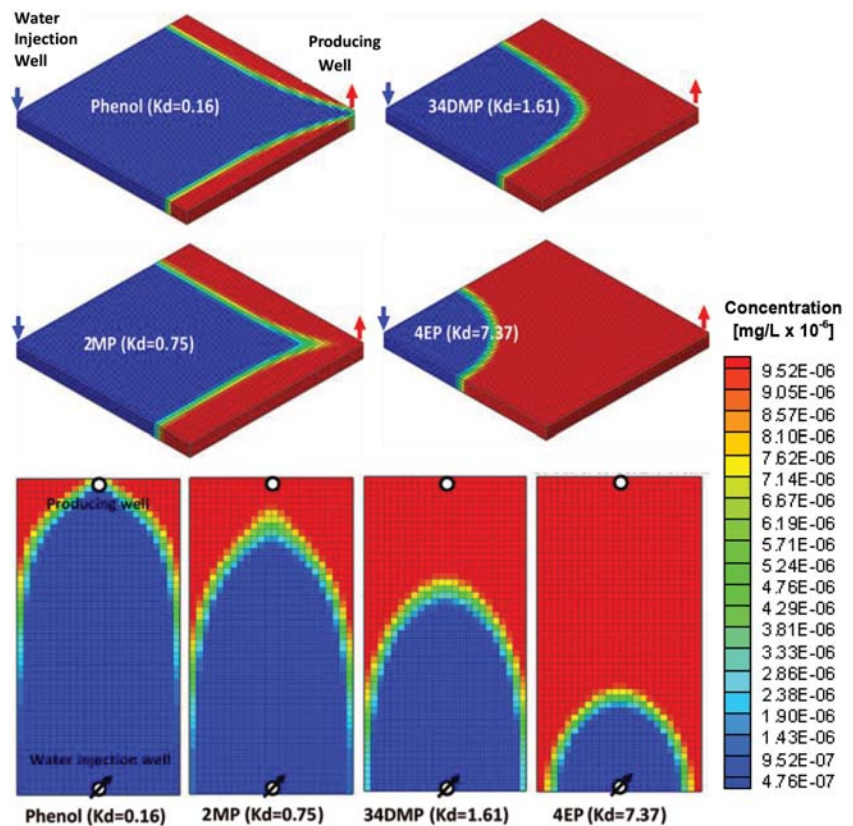 Water
Injection
Well
Producing
Well
Phenol (Kd=0.16)
34DMP (Kd=1.61)
2MP (Kd=0.75)
4EP (Kd=7.37)
Concentration
[mg/L x 10⁻⁶]
9.52E-06
9.05E-06
8.57E-06
8.10E-06
7.62E-06
7.14E-06
6.67E-06
6.19E-06
5.71E-06
5.24E-06
4.76E-06
4.29E-06
3.81E-06
3.33E-06
2.86E-06
2.38E-06
1.90E-06
1.43E-06
9.52E-07
4.76E-07
Producing well
Water injection well
Phenol (Kd=0.16)
2MP (Kd=0.75)
34DMP (Kd=1.61)
4EP (Kd=7.37)